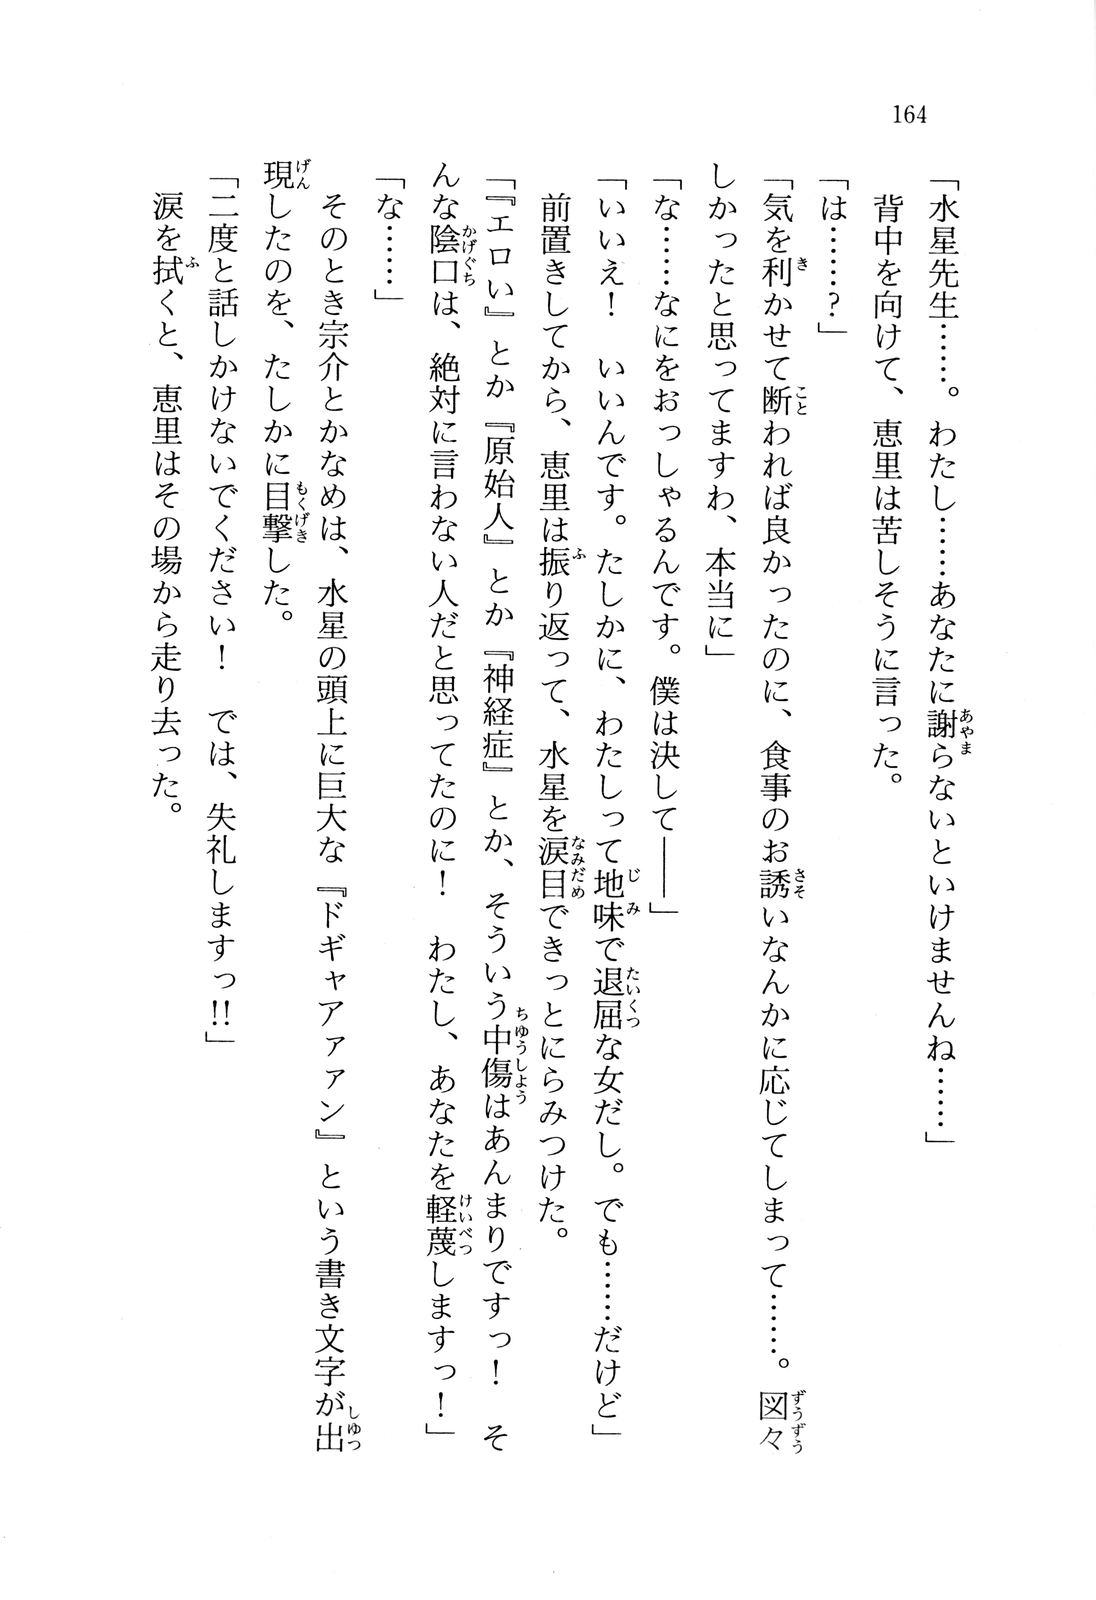 164
「水星先生……。わたし……あなたに謝らないといけませんね……」
背中を向けて、恵里は苦しそうに言った。
「は……？」
「気を利かせて断われば良かったのに、食事のお誘いなんかに応じてしまって……。図々
しかったと思ってますわ、本当に」
「な……なにをおっしゃるんです。僕は決して――」
「いいえ！　いいんです。たしかに、わたしって地味で退屈な女だし。でも……だけど」
前置きしてから、恵里は振り返って、水星を涙目できっとにらみつけた。
「『エロい』とか『原始人』とか『神経症』とか、そういう中傷はあんまりですっ！　そ
んな陰口は、絶対に言わない人だと思ってたのに！　わたし、あなたを軽蔑しますっ！」
「な……」
そのとき宗介とかなめは、水星の頭上に巨大な『ドギャアァァン』という書き文字が出
現したのを、たしかに目撃した。
「二度と話しかけないでください！　では、失礼しますっ!!」
涙を拭くと、恵里はその場から走り去った。